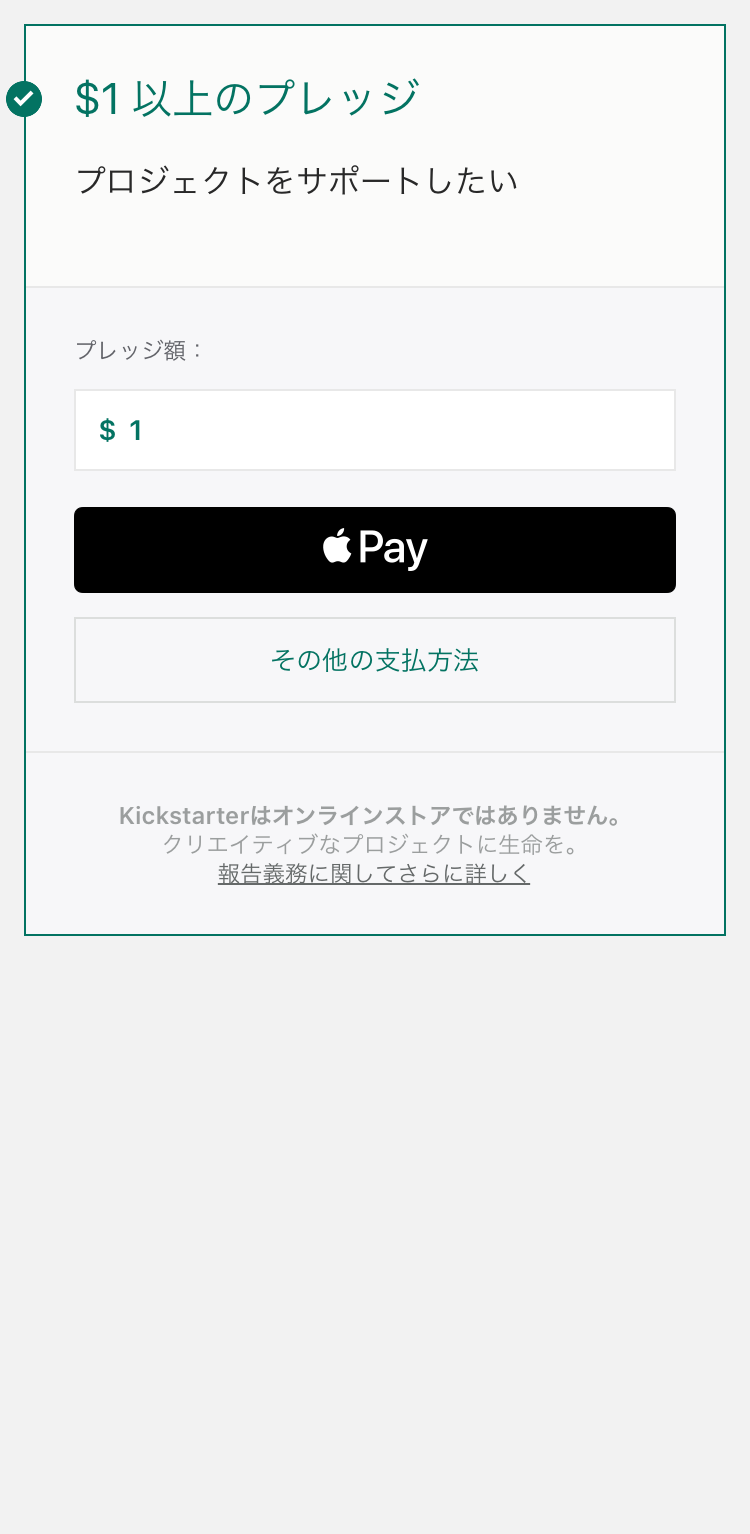 $1 以上のプレッジ
プロジェクトをサポートしたい
プレッジ額：
$ 1
Pay
その他の支払方法
Kickstarterはオンラインストアではありません。
クリエイティブなプロジェクトに生命を。
報告義務に関してさらに詳しく